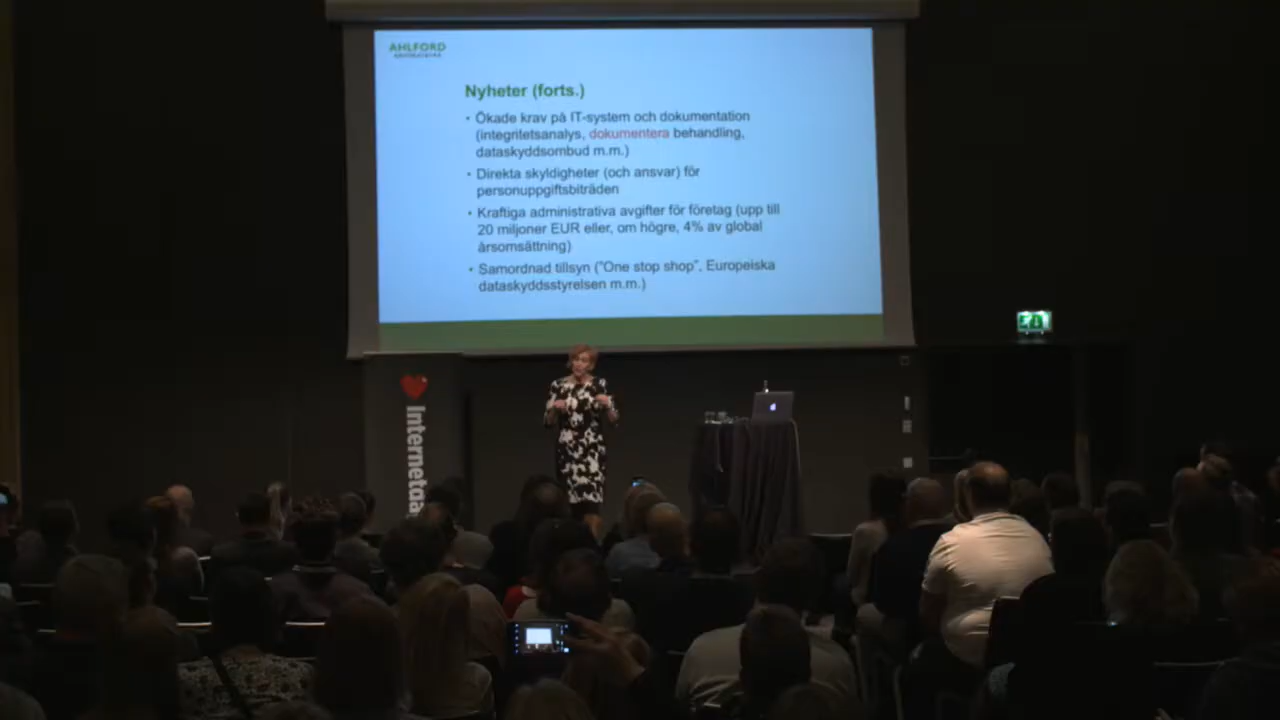 AHLFORD
Nyheter (forts.)
• Ökade krav på IT-system och dokumentation
(integritetsanalys, dokumentera behandling,
dataskyddsombud m.m.)
• Direkta skyldigheter (och ansvar) för
personuppgiftsbiträden
• Kraftiga administrativa avgifter för företag (upp till
20 miljoner EUR eller, om högre, 4% av global
årsomsättning)
• Samordnad tillsyn ("One stop shop", Europeiska
dataskyddsstyrelsen m.m.)
Internetda